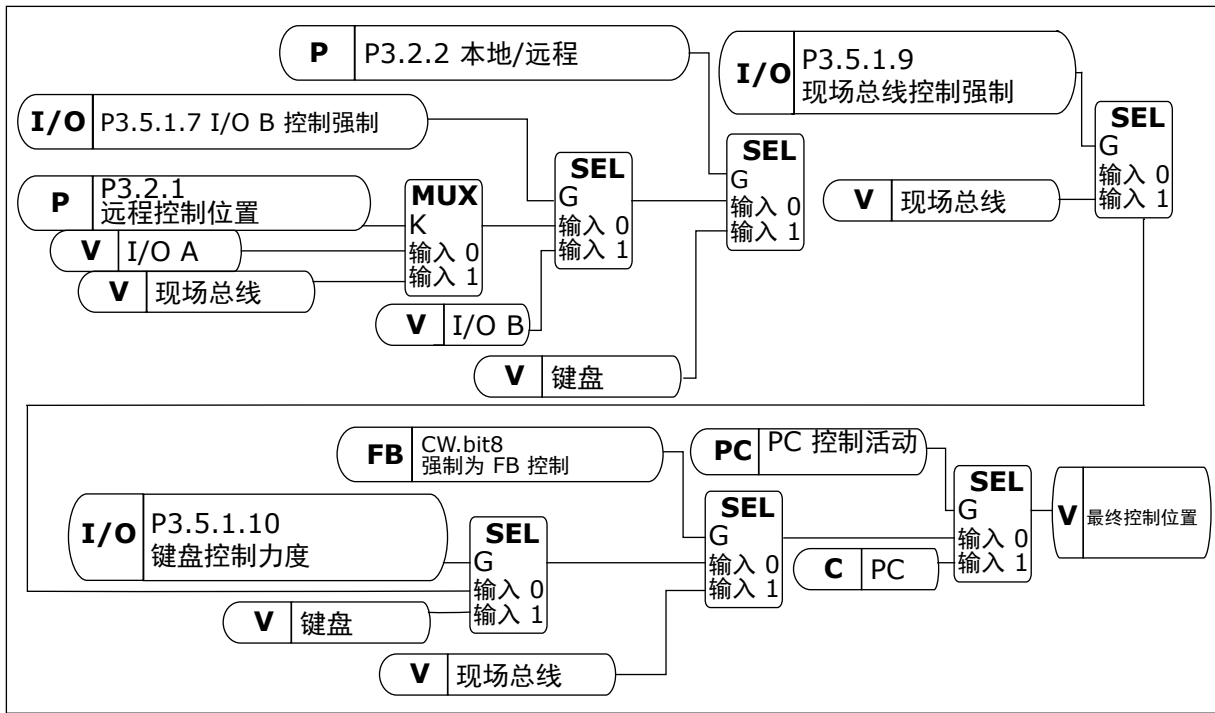 P P3.2.2 本地/远程
I/O P3.5.1.9
现场总线控制强制
I/O P3.5.1.7 I/O B 控制强制
P P3.2.1
远程控制位置
V I/O A
V 现场总线
MUX
K
输入 0
输入 1
V I/O B
SEL
G
输入 0
输入 1
V 键盘
SEL
G
输入 0
输入 1
V 现场总线
SEL
G
输入 0
输入 1
FB CW.bit8
强制为 FB 控制
PC PC 控制活动
I/O P3.5.1.10
键盘控制力度
V 键盘
SEL
G
输入 0
输入 1
V 现场总线
SEL
G
输入 0
输入 1
C PC
SEL
G
输入 0
输入 1
V 最终控制位置